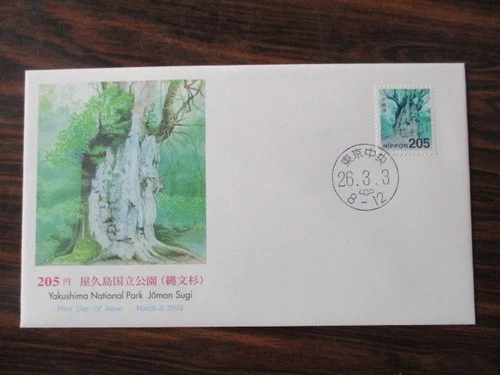 205円 屋久島国立公園(縄文杉)
Yakushima National Park Jōmon Sugi
First Day of Issue March 3, 2014
NIPPON 205
東京中央
26.3.3
8-12